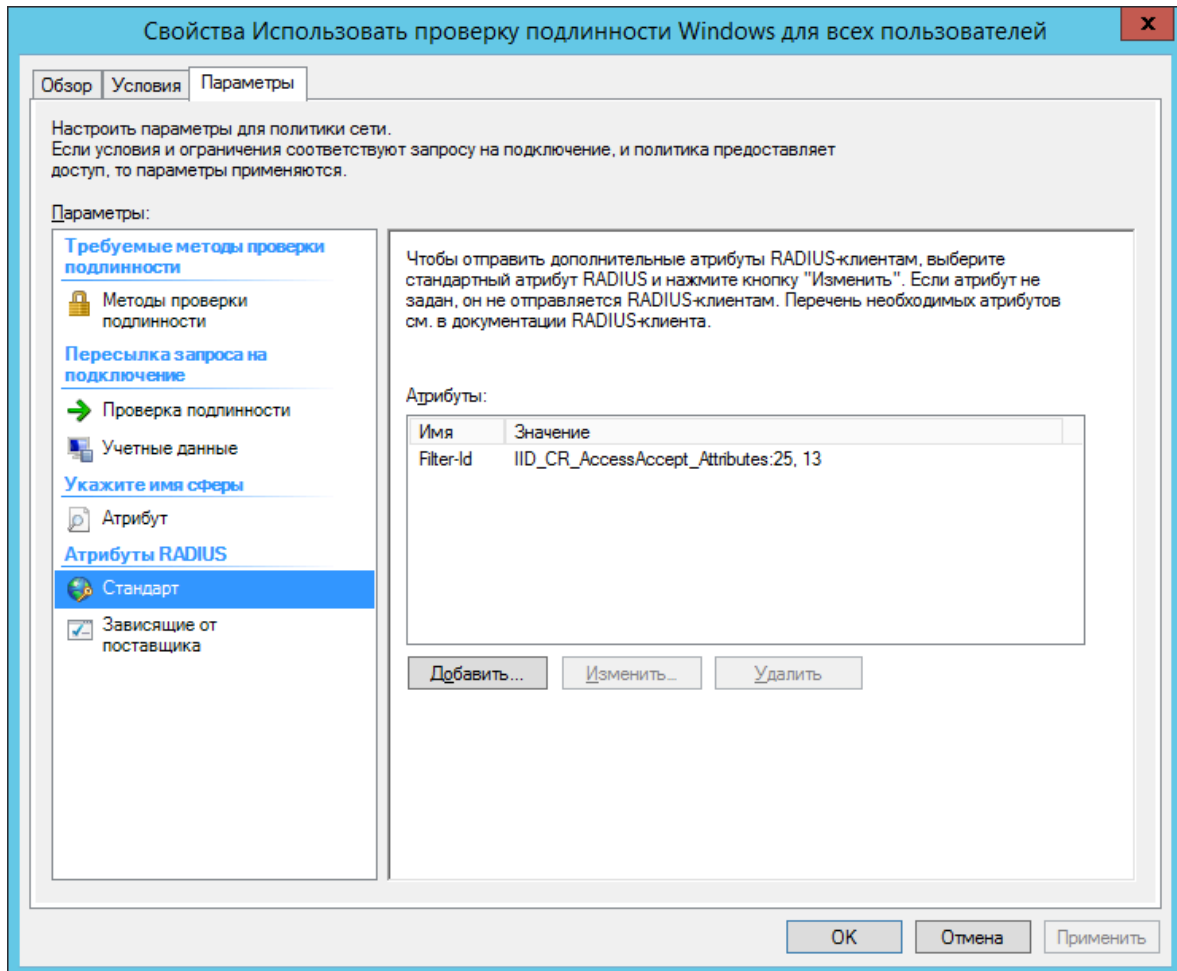 Свойства Использовать проверку подлинности Windows для всех пользователей
x
Обзор
Условия
Параметры
Настроить параметры для политики сети.
Если условия и ограничения соответствуют запросу на подключение, и политика предоставляет
доступ, то параметры применяются.
Параметры:
Требуемые методы проверки
подлинности
Методы проверки
подлинности
Пересылка запроса на
подключение
Проверка подлинности
Учетные данные
Укажите имя сферы
Атрибут
Атрибуты RADIUS
Стандарт
Зависящие от
поставщика
Чтобы отправить дополнительные атрибуты RADIUS-клиентам, выберите
стандартный атрибут RADIUS и нажмите кнопку "Изменить". Если атрибут не
задан, он не отправляется RADIUS-клиентам. Перечень необходимых атрибутов
см. в документации RADIUS-клиента.
Атрибуты:
Имя Значение
Filter-Id IID_CR_AccessAccept_Attributes:25, 13
Добавить... Изменить... Удалить
OK Отмена Применить